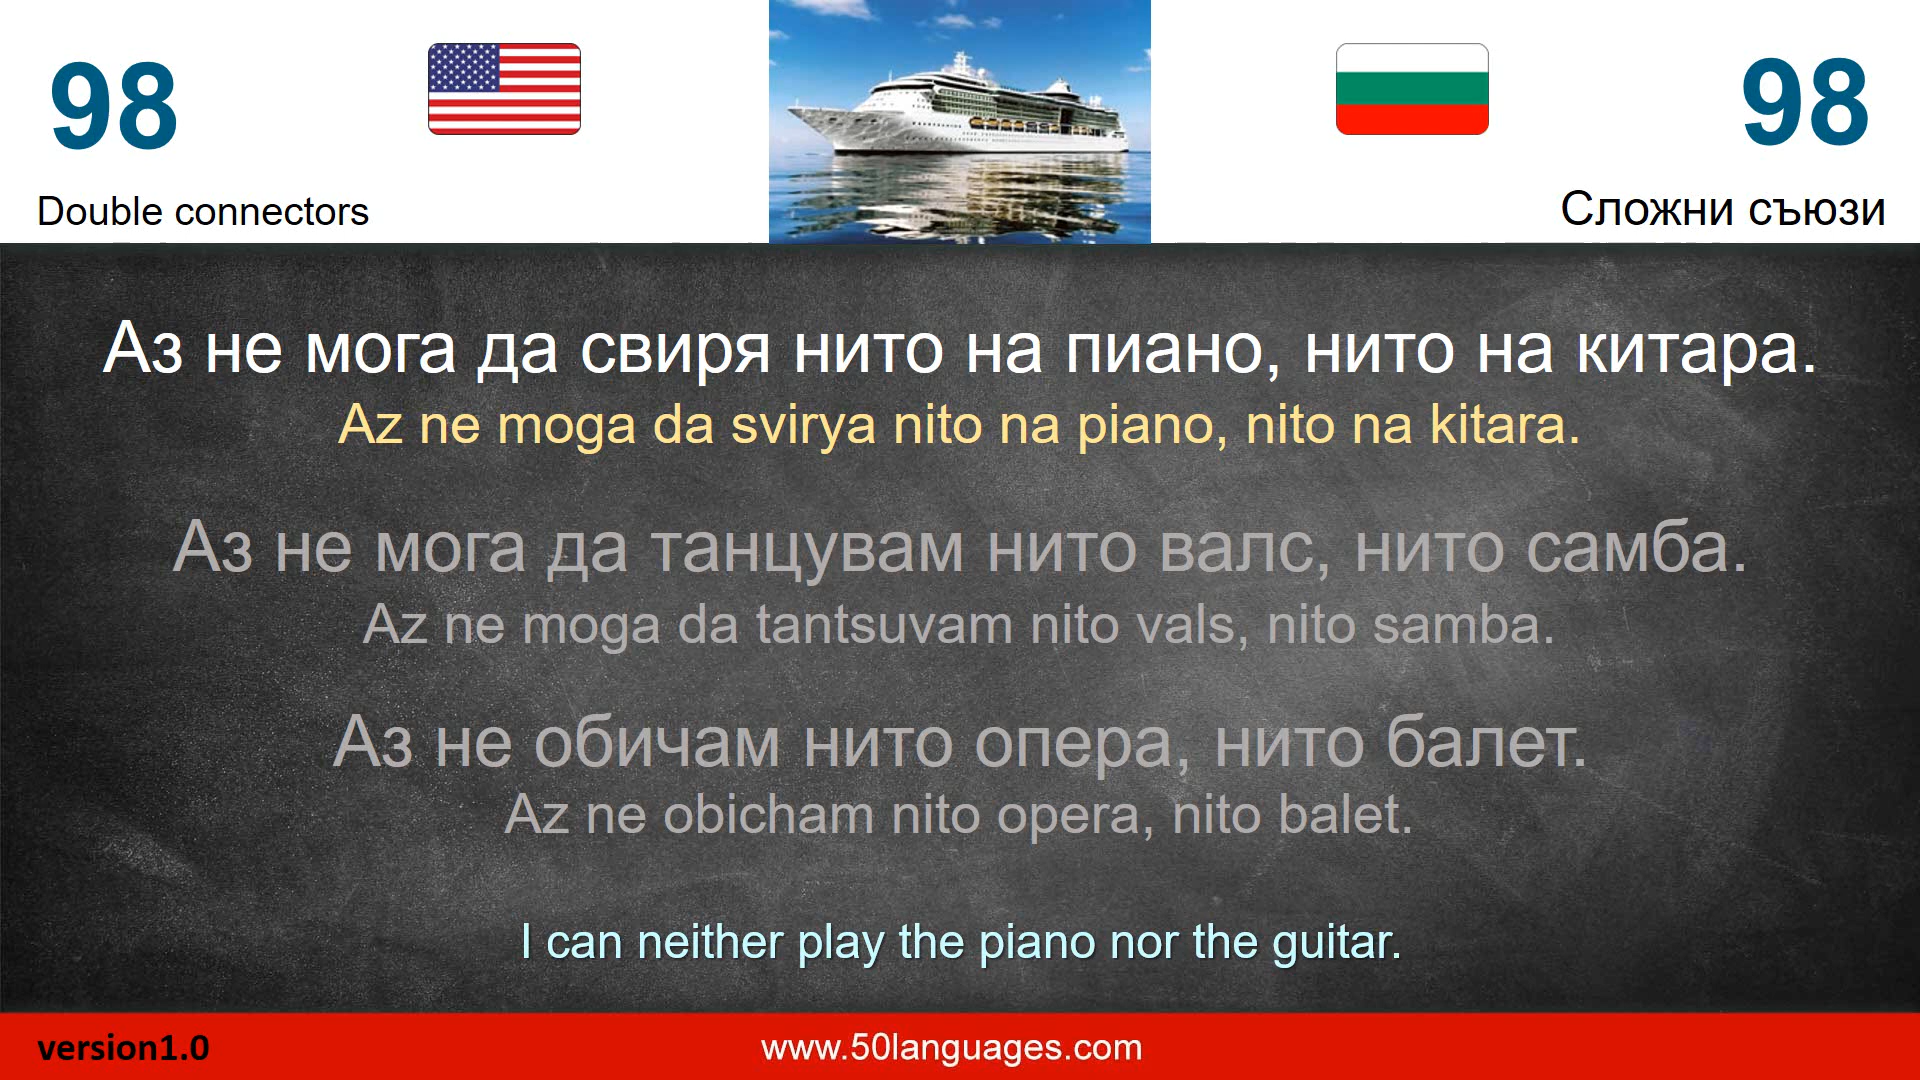 98
98
Double connectors
Сложни съюзи
Аз не мога да свиря нито на пиано, нито на китара.
Az ne moga da svirya nito na piano, nito na kitara.
Аз не мога да танцувам нито валс, нито самба.
Az ne moga da tantsuvam nito vals, nito samba.
Аз не обичам нито опера, нито балет.
Az ne obicham nito opera, nito balet.
I can neither play the piano nor the guitar.
version1.0
www.50languages.com